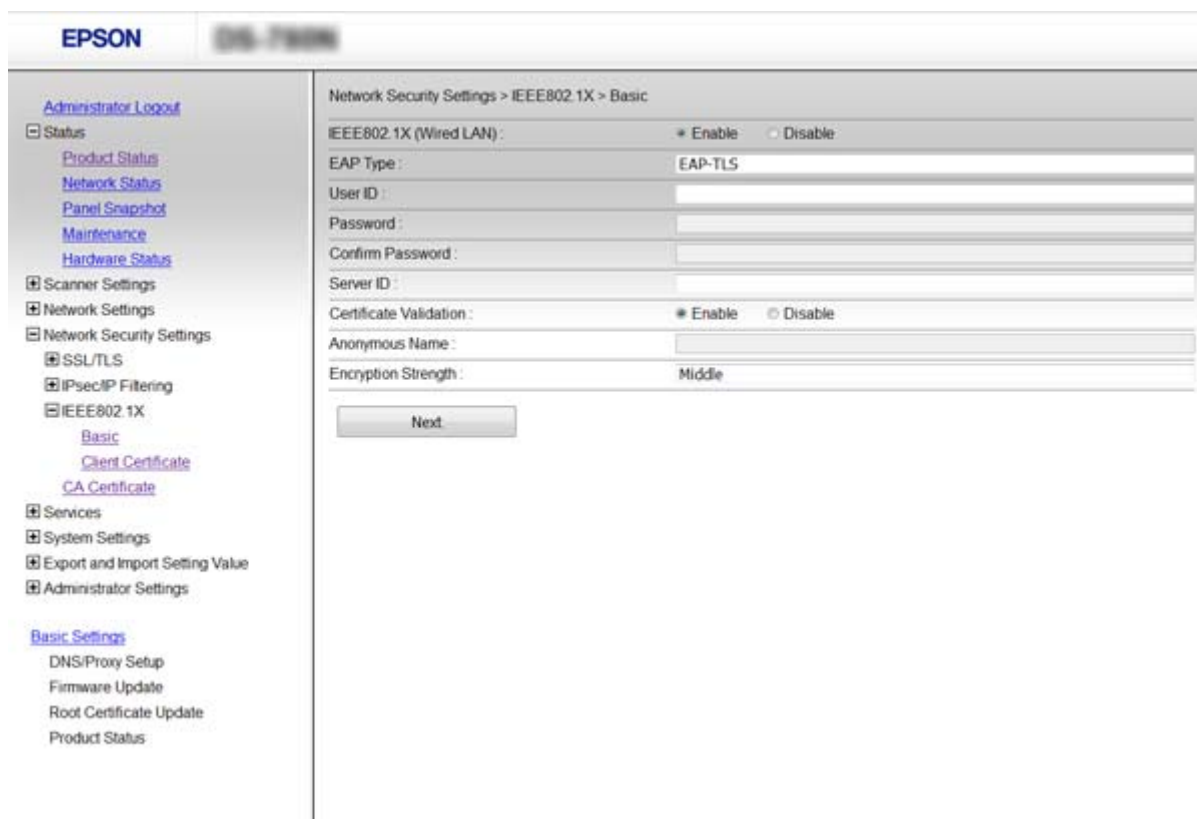 EPSON
Administrator Logout
Status
Product Status
Network Status
Panel Snapshot
Maintenance
Hardware Status
Scanner Settings
Network Settings
Network Security Settings
SSL/TLS
IPsec/IP Filtering
IEEE802.1X
Basic
Client Certificate
CA Certificate
Services
System Settings
Export and Import Setting Value
Administrator Settings
Basic Settings
DNS/Proxy Setup
Firmware Update
Root Certificate Update
Product Status
Network Security Settings > IEEE802.1X > Basic
IEEE802.1X (Wired LAN) : Enable Disable
EAP Type : EAP-TLS
User ID :
Password :
Confirm Password :
Server ID :
Certificate Validation : Enable Disable
Anonymous Name :
Encryption Strength : Middle
Next